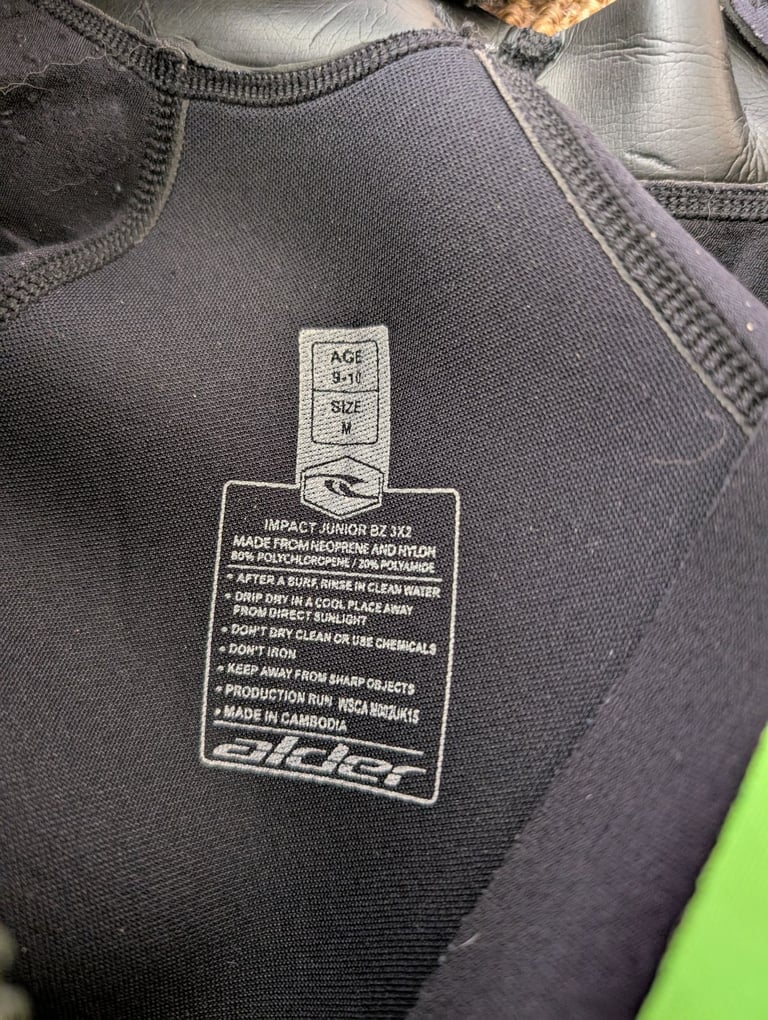 AGE
9-10
SIZE
M
IMPACT JUNIOR BZ 3X2
MADE FROM NEOPRENE AND NYLON
80% POLYCHLOROPENE / 20% POLYAMIDE
• AFTER A SURF, RINSE IN CLEAN WATER
• DRIP DRY IN A COOL PLACE AWAY
FROM DIRECT SUNLIGHT
• DON'T DRY CLEAN OR USE CHEMICALS
• DON'T IRON
• KEEP AWAY FROM SHARP OBJECTS
• PRODUCTION RUN
• MADE IN CAMBODIA
alder